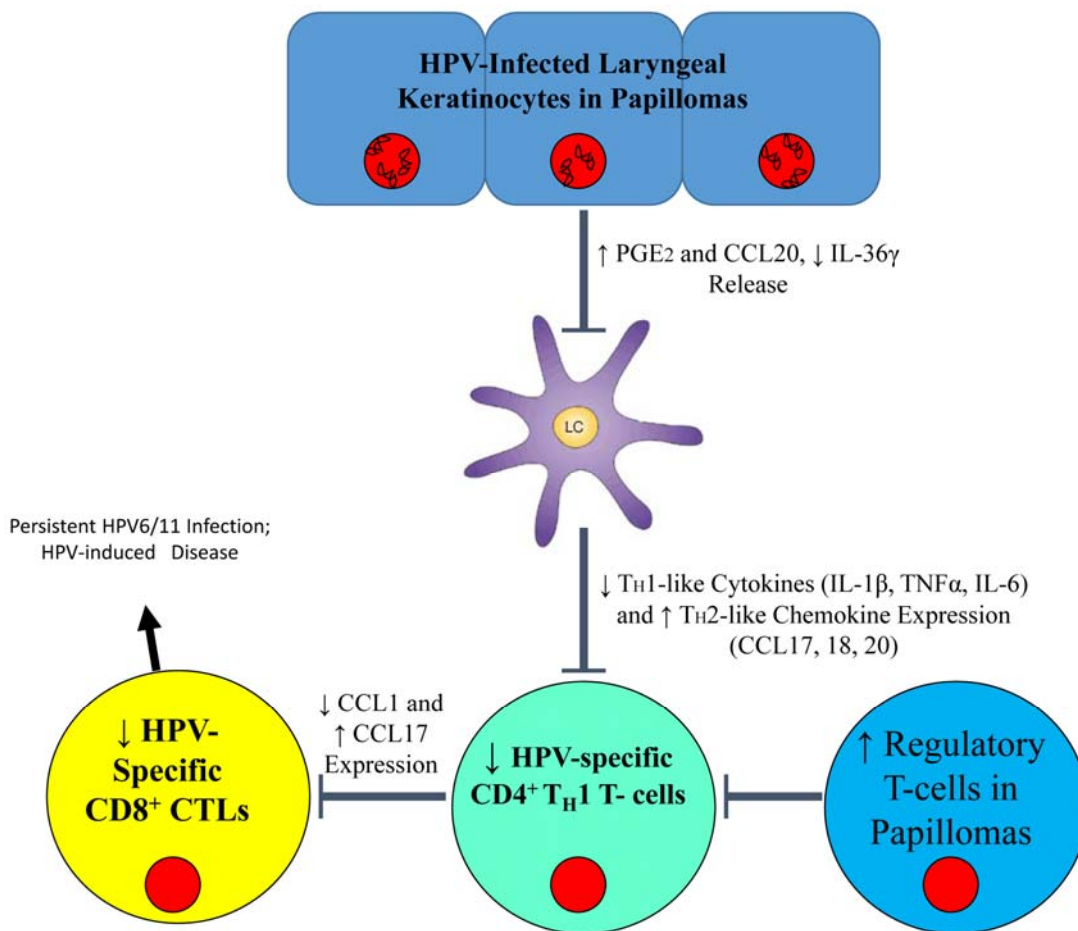 HPV-Infected Laryngeal
Keratinocytes in Papillomas
↑ PGE2 and CCL20, ↓ IL-36γ
Release
LC
Persistent HPV6/11 Infection;
HPV-induced Disease
↓ TH1-like Cytokines (IL-1β, TNFα, IL-6)
and ↑ TH2-like Chemokine Expression
(CCL17, 18, 20)
↓ HPV-
Specific
CD8⁺ CTLs
↓ CCL1 and
↑ CCL17
Expression
↓ HPV-specific
CD4⁺ TH1 T- cells
↑ Regulatory
T-cells in
Papillomas